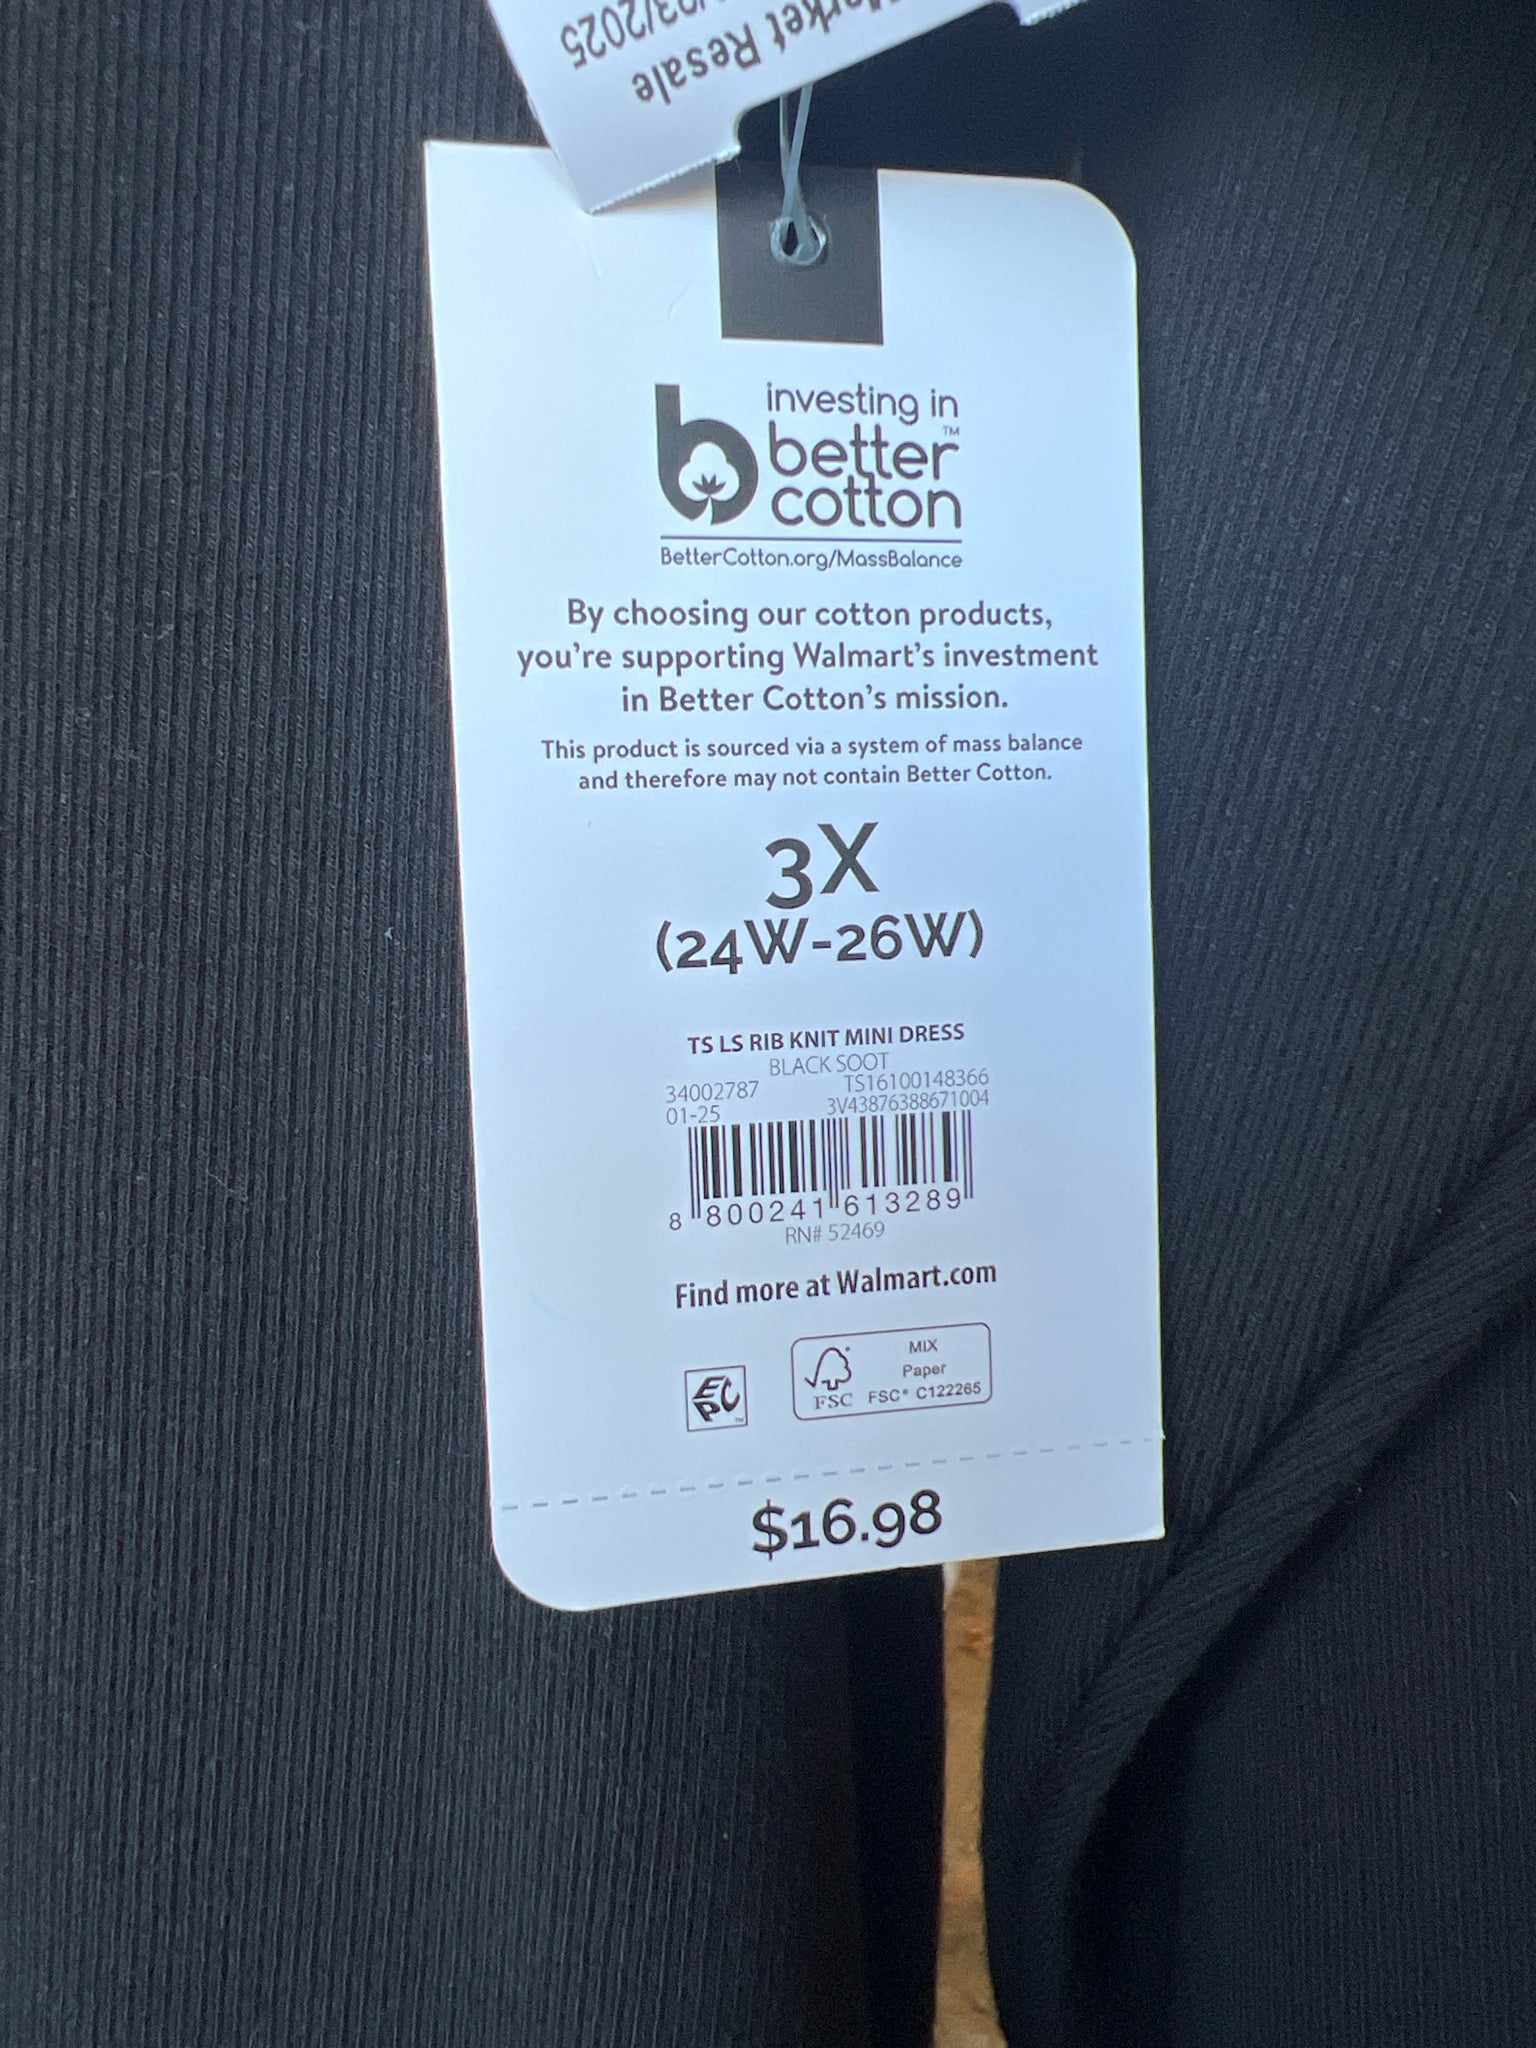 Market Resale
/23/2025
investing in
better™
cotton
BetterCotton.org/MassBalance
By choosing our cotton products,
you're supporting Walmart's investment
in Better Cotton's mission.
This product is sourced via a system of mass balance
and therefore may not contain Better Cotton.
3X
(24W-26W)
TS LS RIB KNIT MINI DRESS
BLACK SOOT
34002787 TS16100148366
01-25 3V43876388671004
8 800241 613289
RN# 52469
Find more at Walmart.com
EPC™
FSC
MIX
Paper
FSC® C122265
$16.98